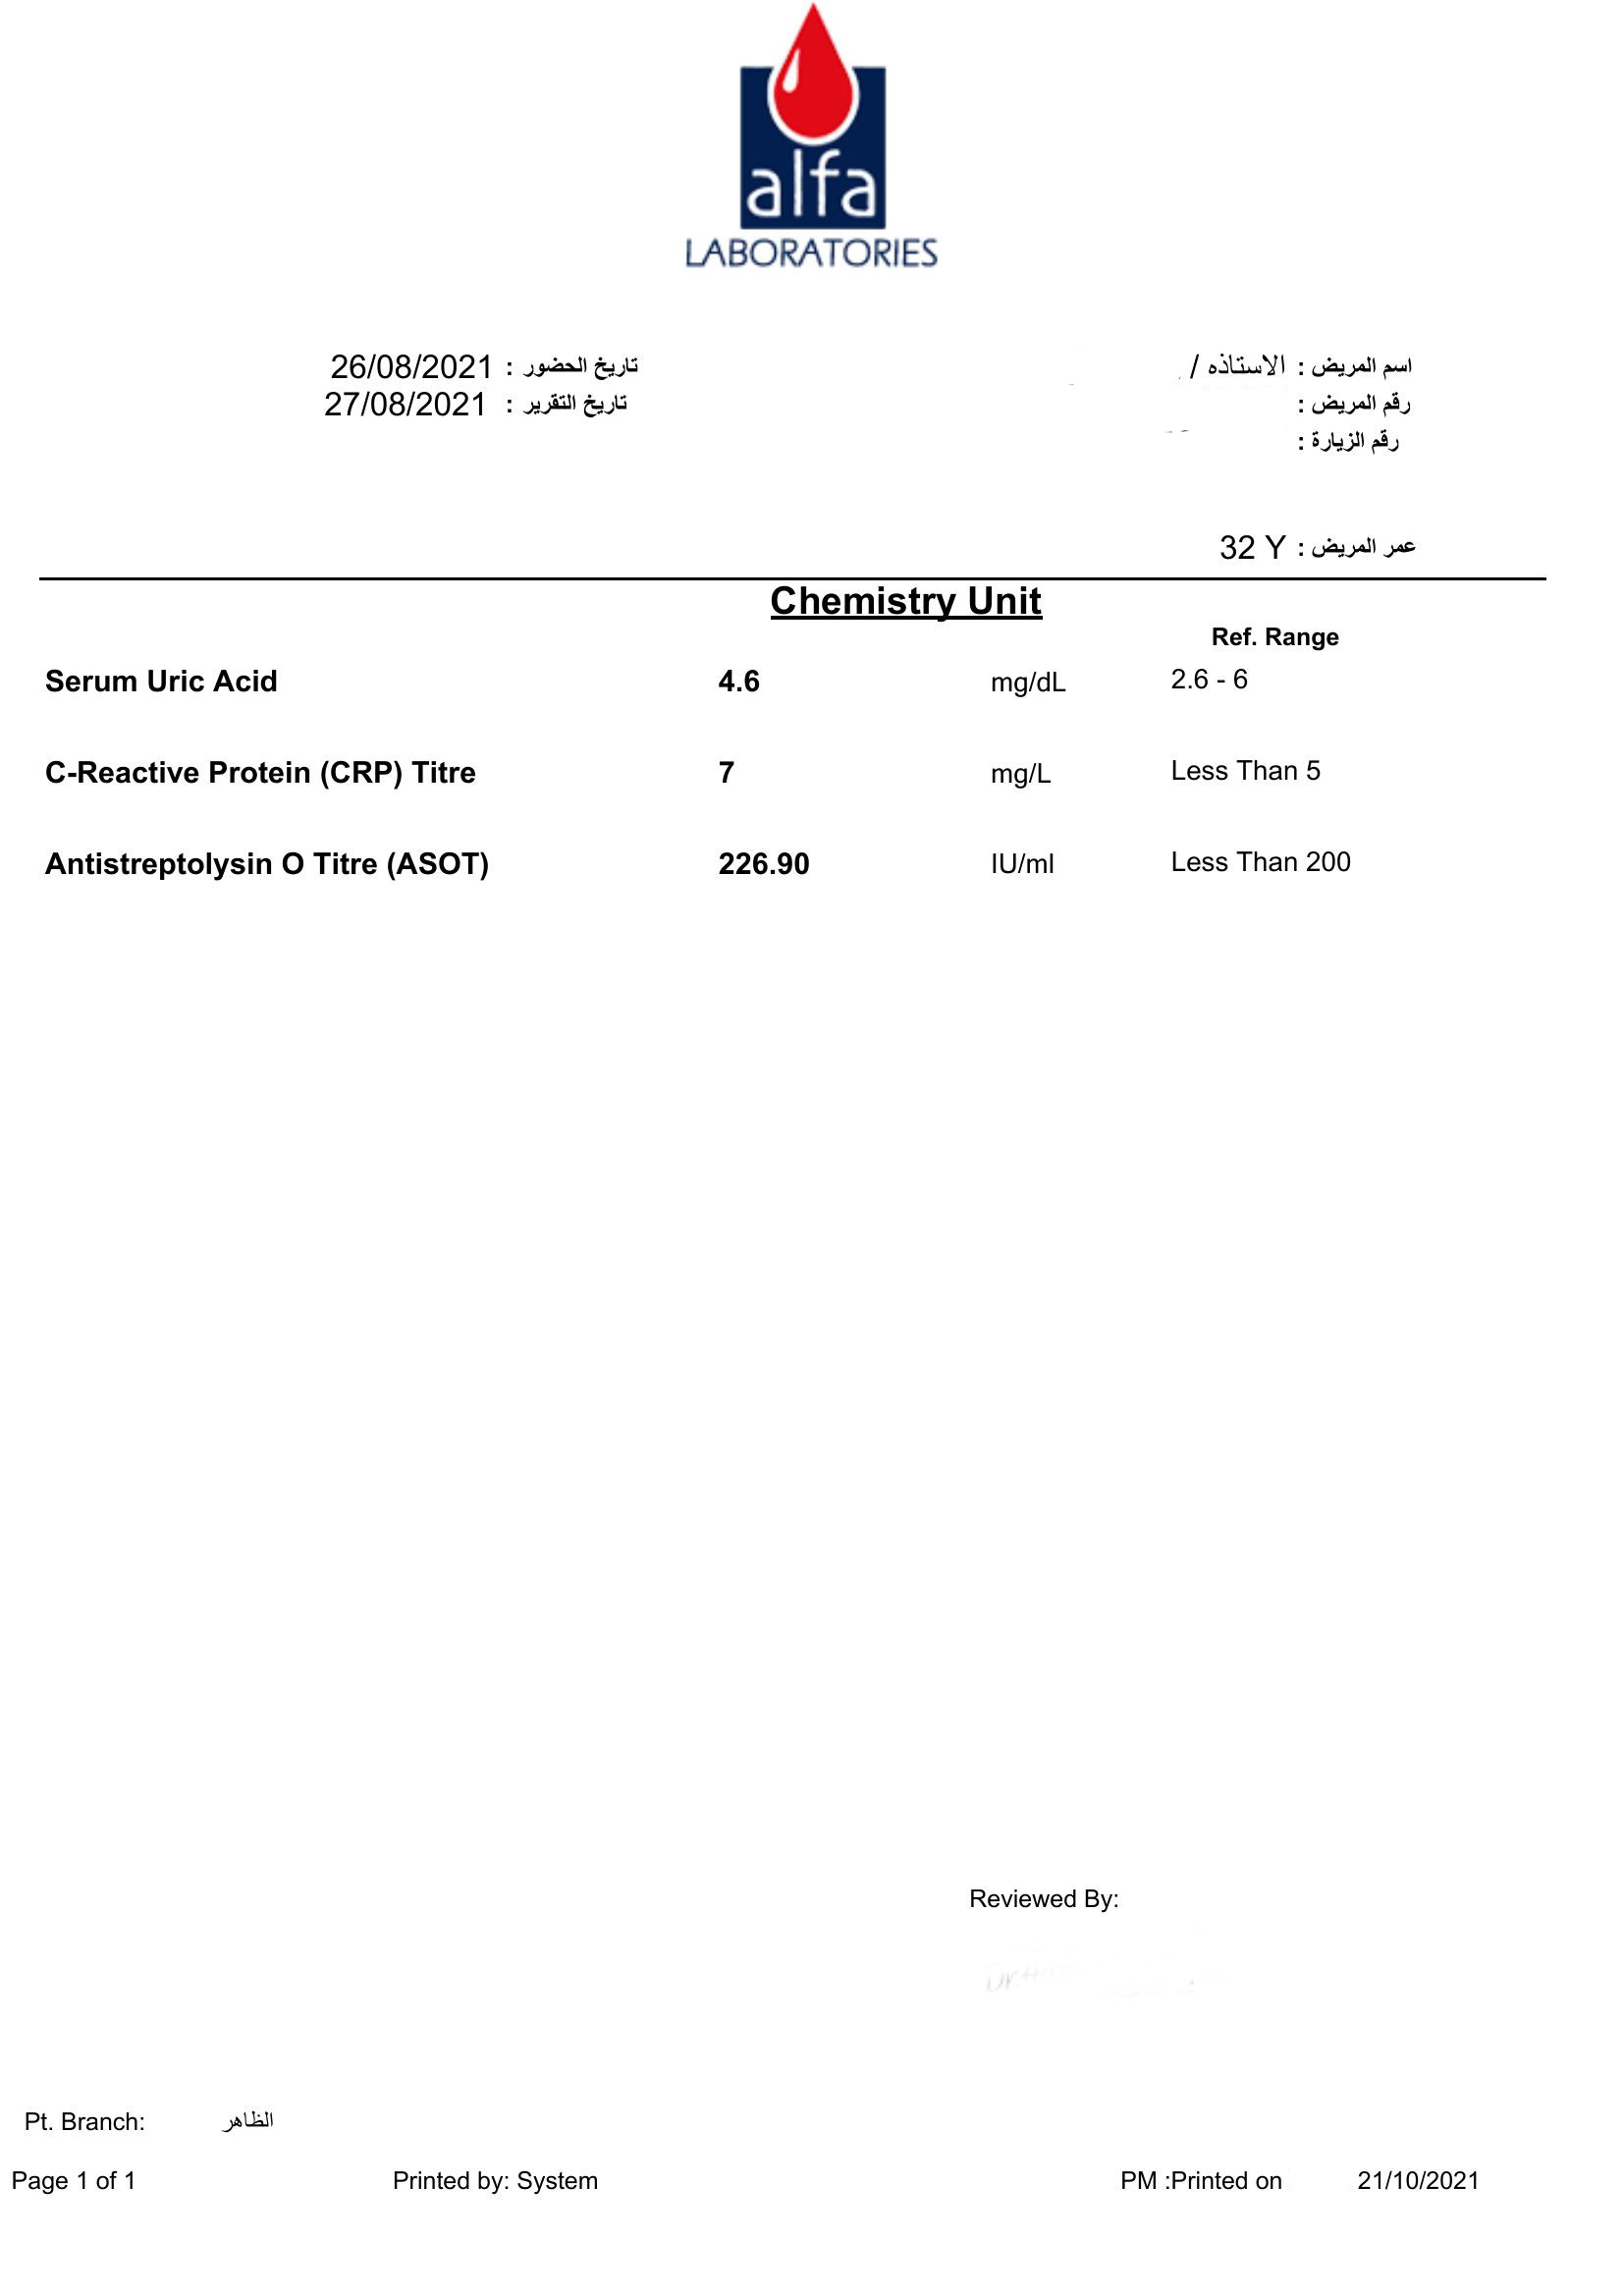 alfa
LABORATORIES
اسم المريض : الاستاذه / تاريخ الحضور : 26/08/2021
رقم المريض : تاريخ التقرير : 27/08/2021
رقم الزيارة :
عمر المريض : 32 Y
Chemistry Unit
Ref. Range
Serum Uric Acid 4.6 mg/dL 2.6 - 6
C-Reactive Protein (CRP) Titre 7 mg/L Less Than 5
Antistreptolysin O Titre (ASOT) 226.90 IU/ml Less Than 200
Reviewed By:
Pt. Branch: الظاهر
Page 1 of 1 Printed by: System PM :Printed on 21/10/2021